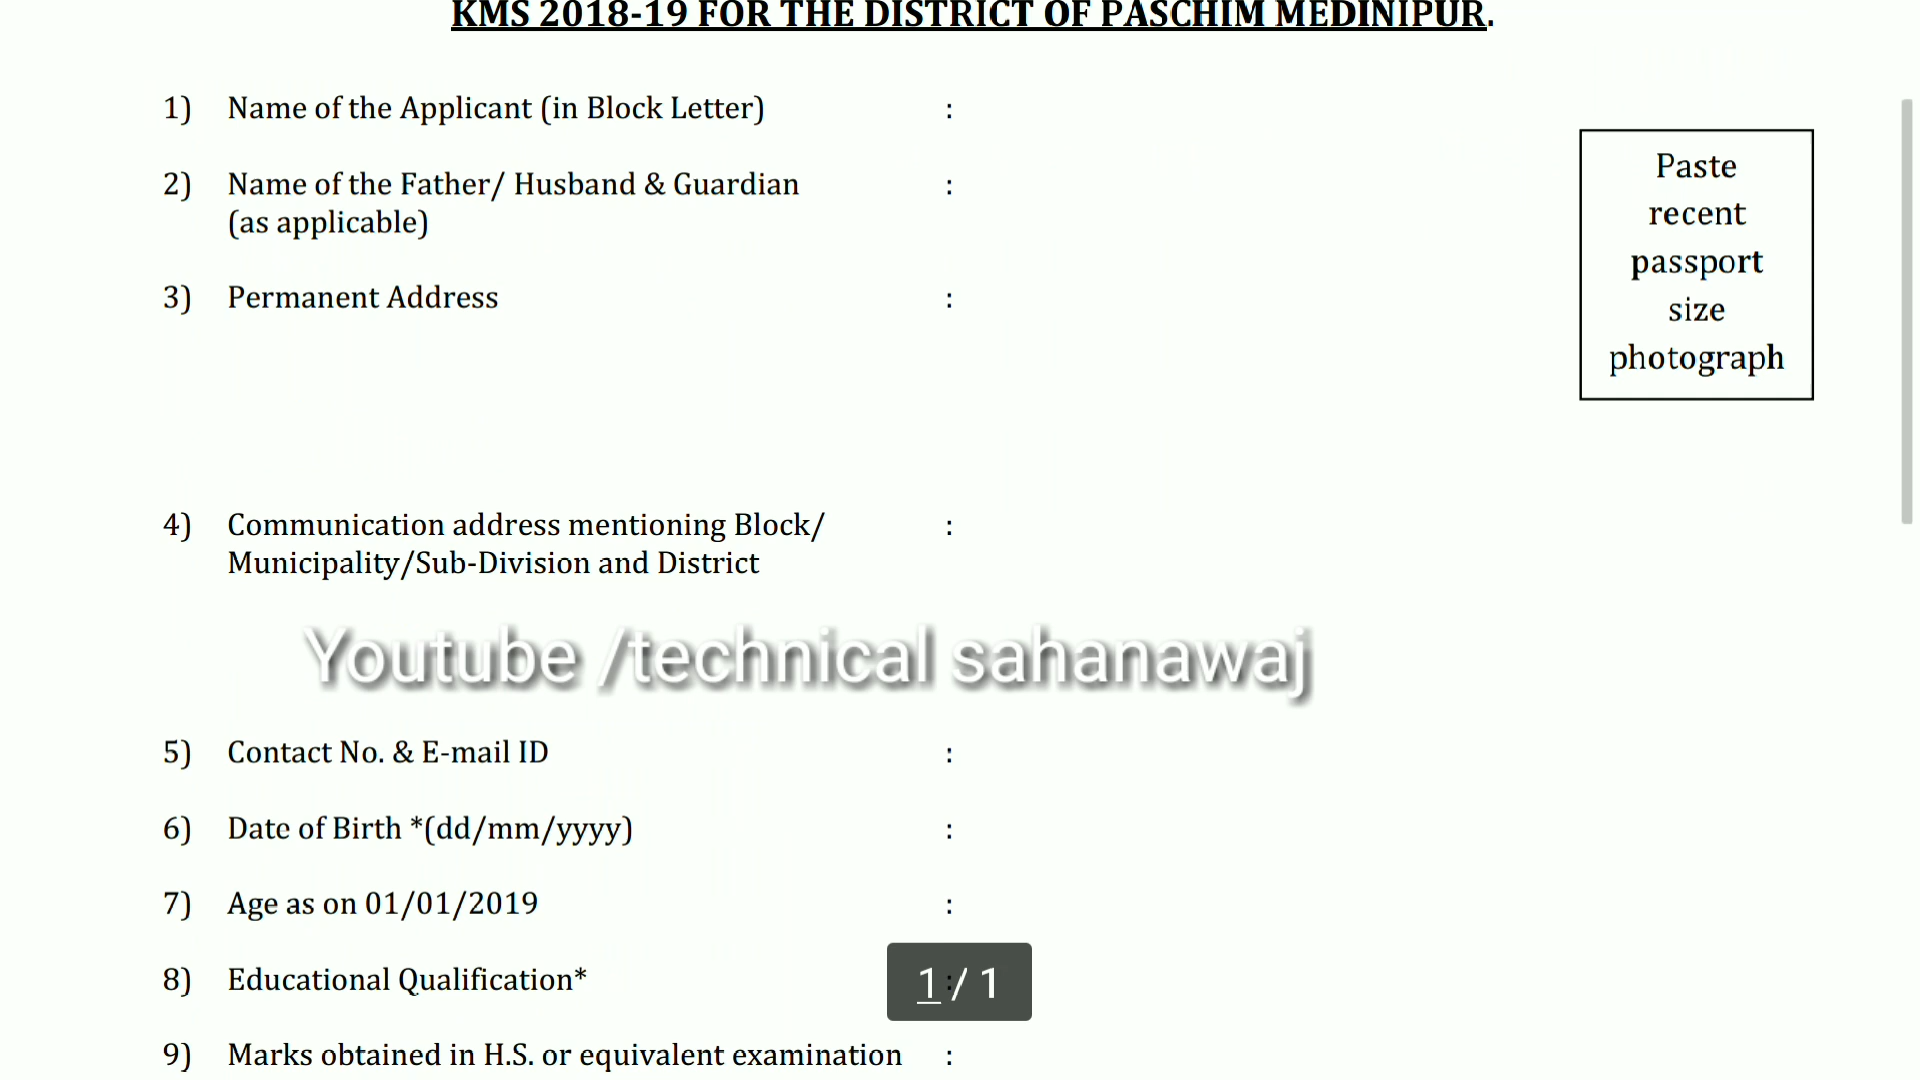 KMS 2018-19 FOR THE DISTRICT OF PASCHIM MEDINIPUR.
1) Name of the Applicant (in Block Letter) :
2) Name of the Father/ Husband & Guardian :
(as applicable)
3) Permanent Address :
Paste
recent
passport
size
photograph
4) Communication address mentioning Block/ :
Municipality/Sub-Division and District
Youtube /technical sahanawaj
5) Contact No. & E-mail ID :
6) Date of Birth *(dd/mm/yyyy) :
7) Age as on 01/01/2019 :
8) Educational Qualification* :
1 / 1
9) Marks obtained in H.S. or equivalent examination :